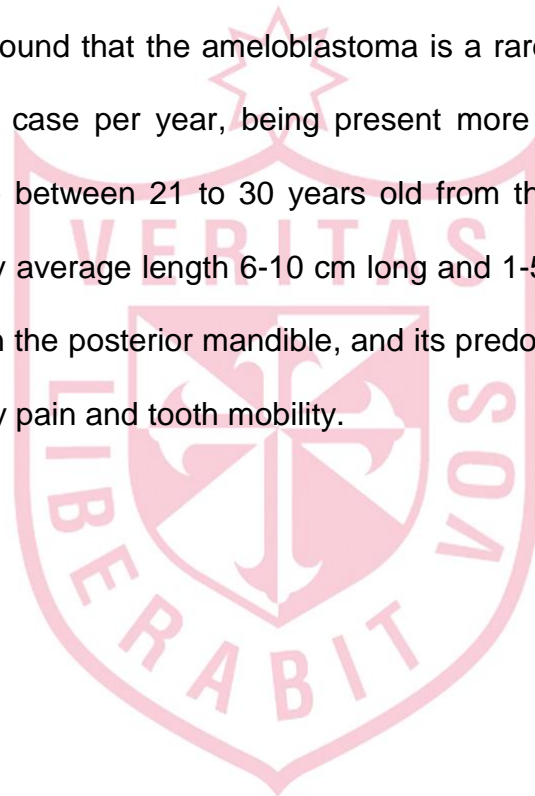 ound that the ameloblastoma is a rare
case per year, being present more
between 21 to 30 years old from th
average length 6-10 cm long and 1-5
the posterior mandible, and its predo
pain and tooth mobility.
VERITAS
LIBERABIT
VOS